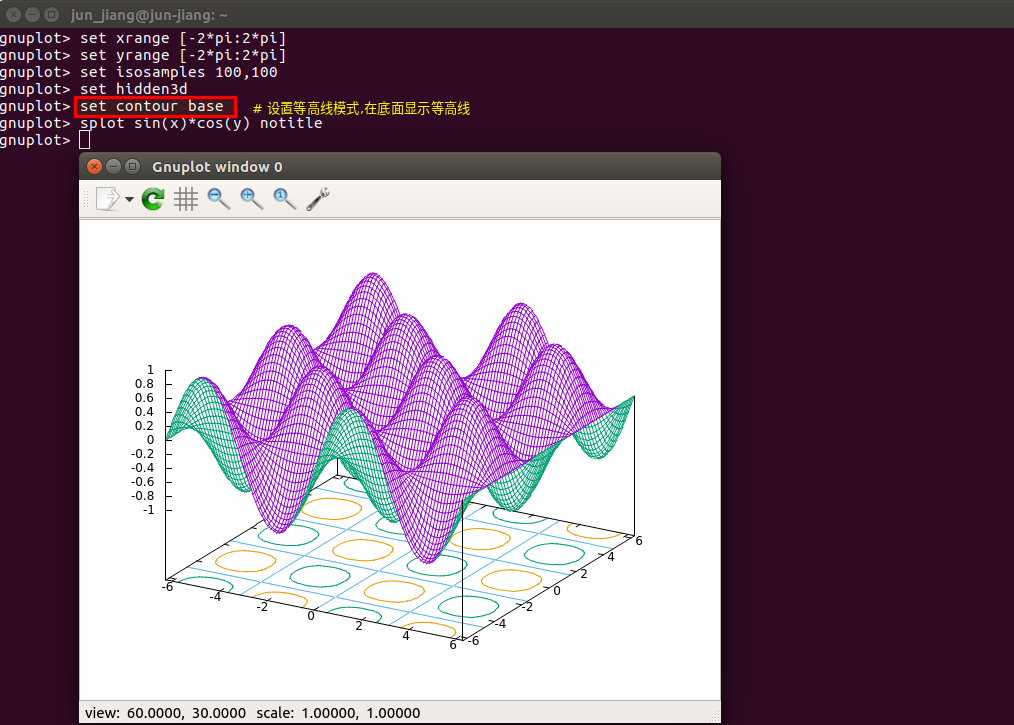 jun_jiang@jun-jiang: ~
gnuplot> set xrange [-2*pi:2*pi]
gnuplot> set yrange [-2*pi:2*pi]
gnuplot> set isosamples 100,100
gnuplot> set hidden3d
gnuplot> set contour base # 设置等高线模式,在底面显示等高线
gnuplot> splot sin(x)*cos(y) notitle
gnuplot>
Gnuplot window 0
1
0.8
0.6
0.4
0.2
0
-0.2
-0.4
-0.6
-0.8
-1
-6
-4
-2
0
2
4
6
-6
-4
-2
0
2
4
6
view: 60.0000, 30.0000 scale: 1.00000, 1.00000